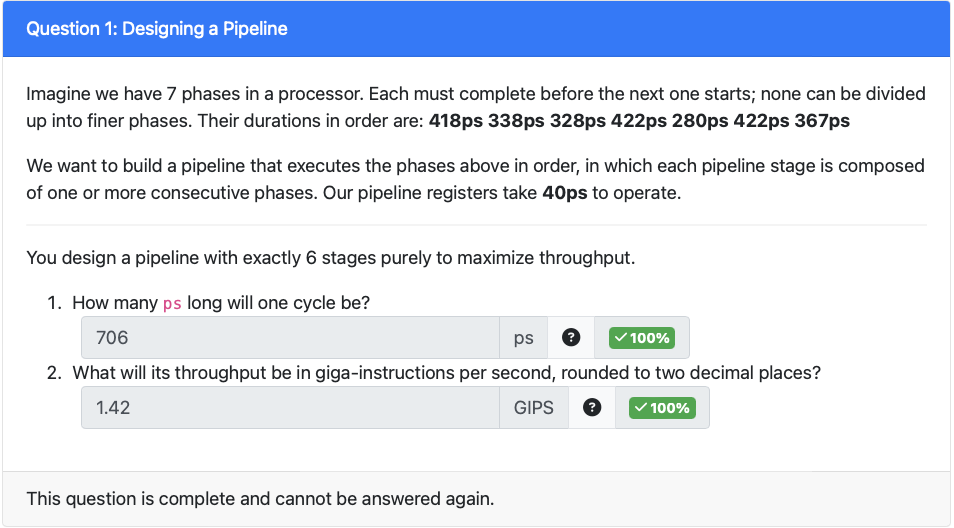 Question 1: Designing a Pipeline
Imagine we have 7 phases in a processor. Each must complete before the next one starts; none can be divided
up into finer phases. Their durations in order are: 418ps 338ps 328ps 422ps 280ps 422ps 367ps
We want to build a pipeline that executes the phases above in order, in which each pipeline stage is composed
of one or more consecutive phases. Our pipeline registers take 40ps to operate.
You design a pipeline with exactly 6 stages purely to maximize throughput.
1. How many ps long will one cycle be?
706 ps ? ✓100%
2. What will its throughput be in giga-instructions per second, rounded to two decimal places?
1.42 GIPS ? ✓100%
This question is complete and cannot be answered again.